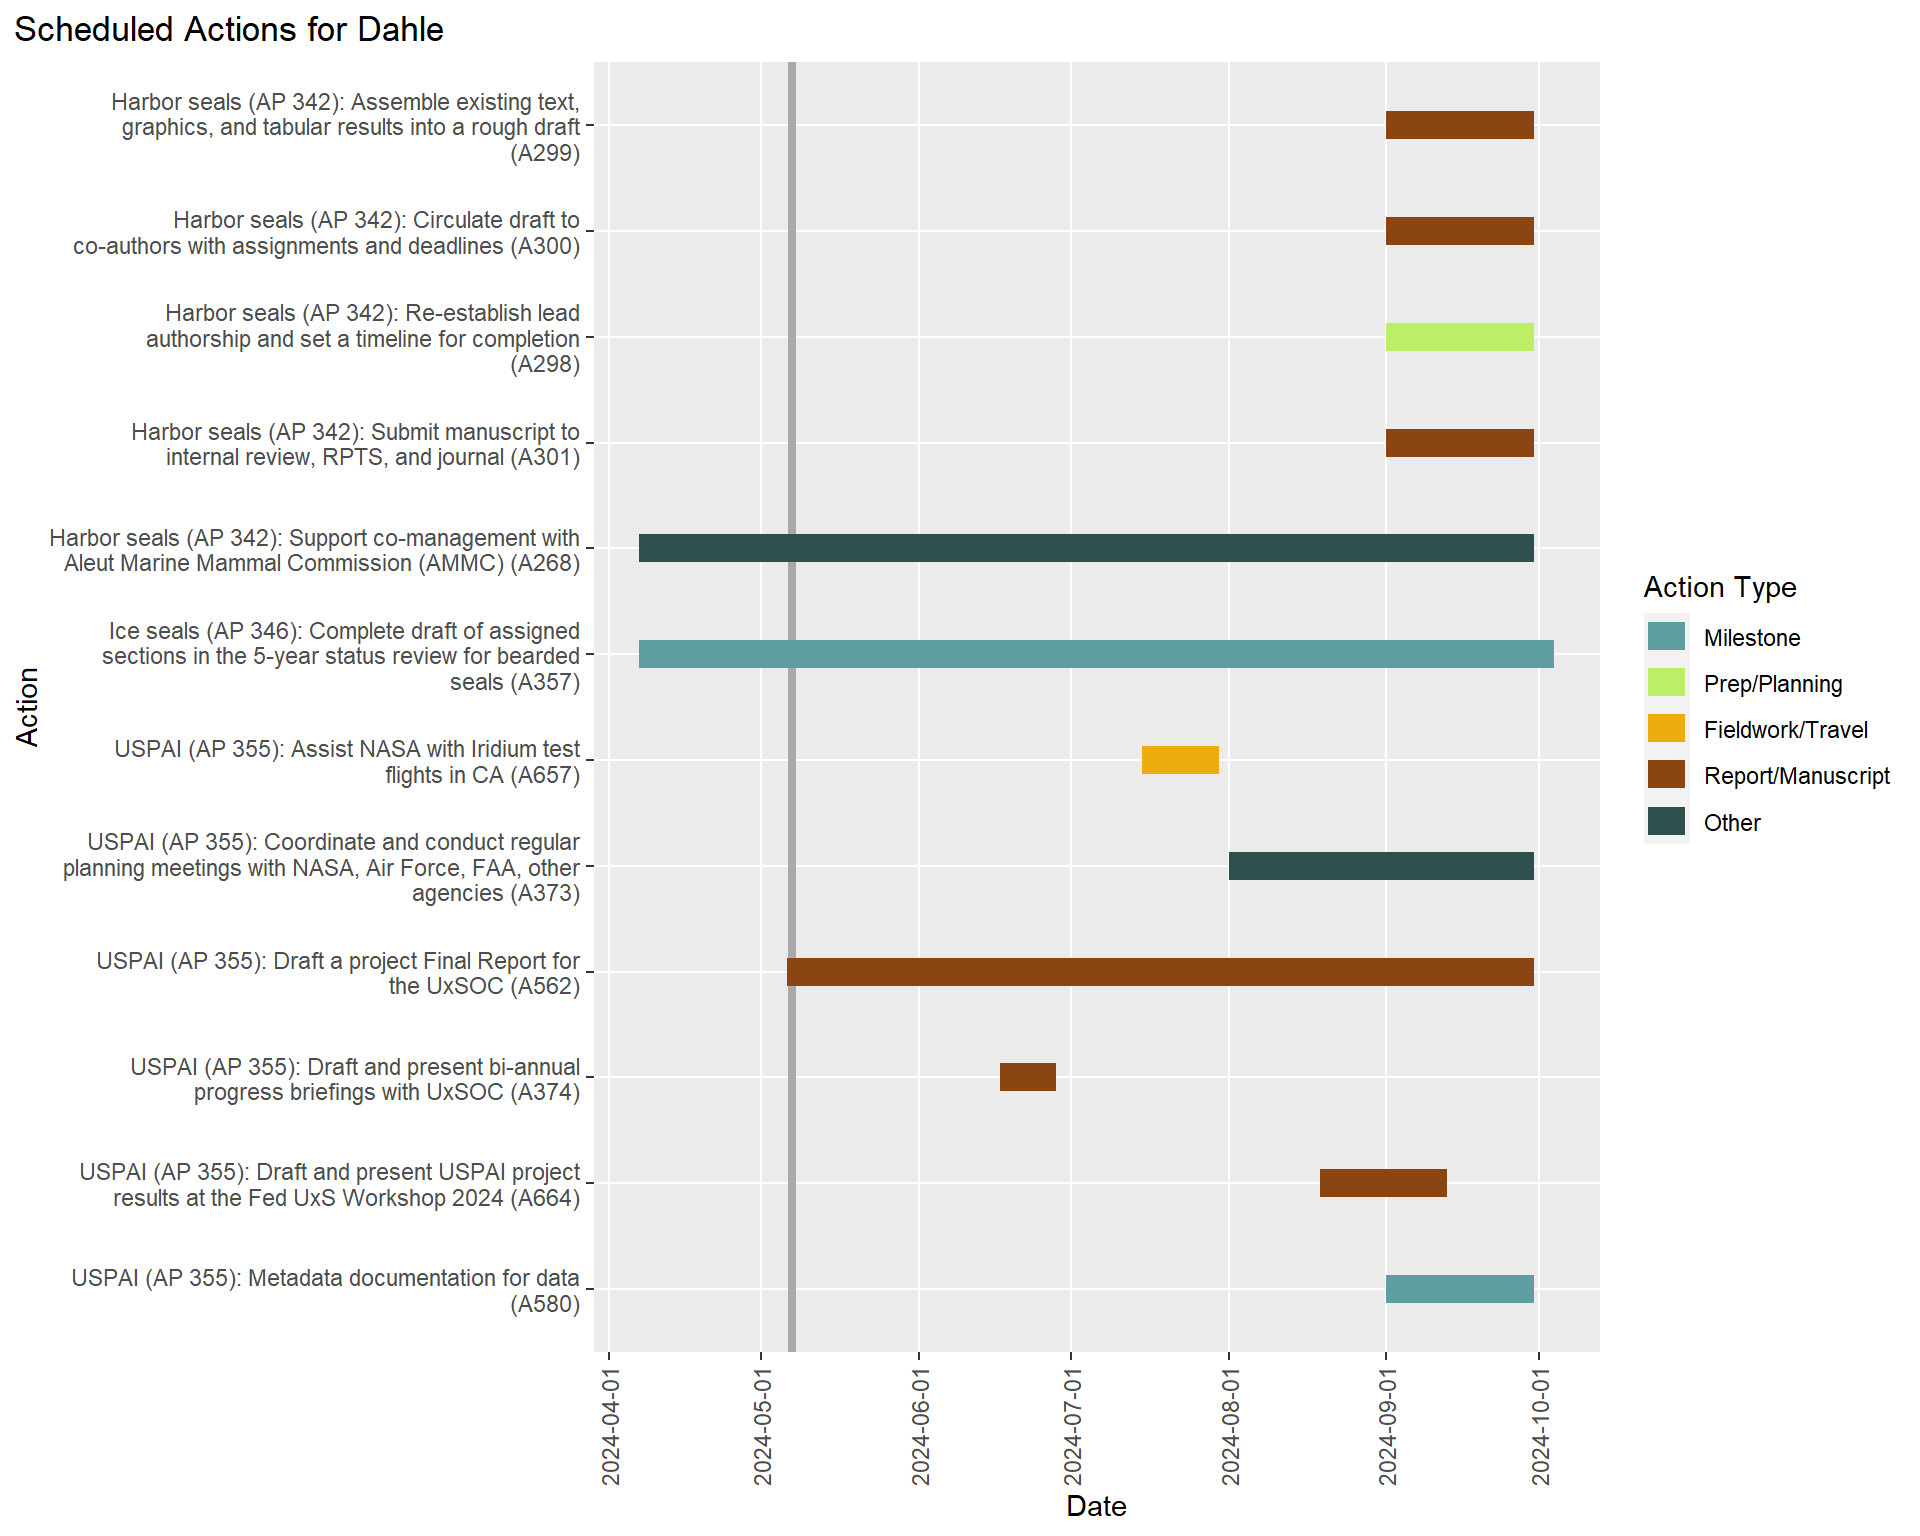 Scheduled Actions for Dahle
Harbor seals (AP 342): Assemble existing text,
graphics, and tabular results into a rough draft
(A299)
Harbor seals (AP 342): Circulate draft to
co-authors with assignments and deadlines (A300)
Harbor seals (AP 342): Re-establish lead
authorship and set a timeline for completion
(A298)
Harbor seals (AP 342): Submit manuscript to
internal review, RPTS, and journal (A301)
Harbor seals (AP 342): Support co-management with
Aleut Marine Mammal Commission (AMMC) (A268)
Ice seals (AP 346): Complete draft of assigned
sections in the 5-year status review for bearded
seals (A357)
USPAI (AP 355): Assist NASA with Iridium test
flights in CA (A657)
USPAI (AP 355): Coordinate and conduct regular
planning meetings with NASA, Air Force, FAA, other
agencies (A373)
USPAI (AP 355): Draft a project Final Report for
the UxSOC (A562)
USPAI (AP 355): Draft and present bi-annual
progress briefings with UxSOC (A374)
USPAI (AP 355): Draft and present USPAI project
results at the Fed UxS Workshop 2024 (A664)
USPAI (AP 355): Metadata documentation for data
(A580)
Action
2024-04-01
2024-05-01
2024-06-01
2024-07-01
2024-08-01
2024-09-01
2024-10-01
Date
Action Type
Milestone
Prep/Planning
Fieldwork/Travel
Report/Manuscript
Other